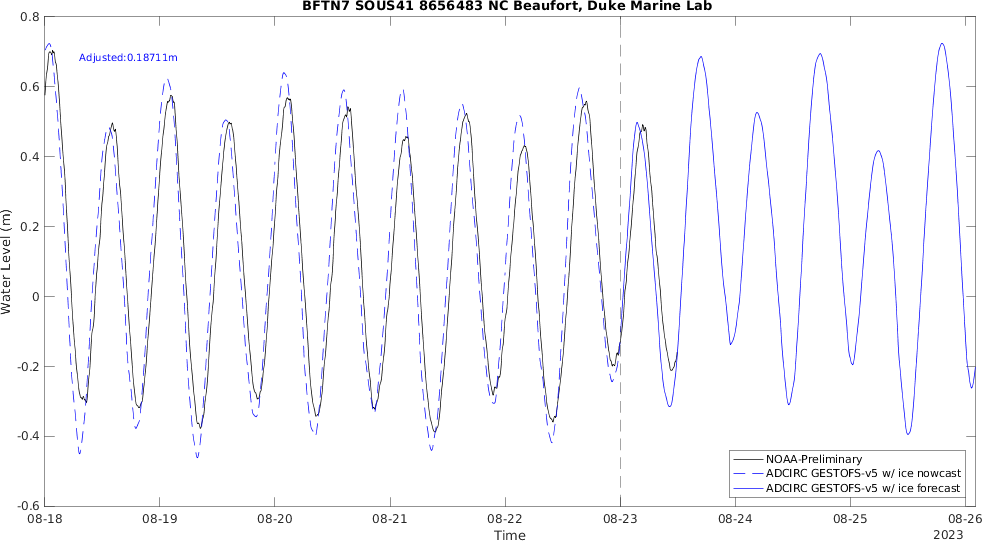 BFTN7 SOUS41 8656483 NC Beaufort, Duke Marine Lab
Adjusted:0.18711m
0.8
0.6
0.4
0.2
0
-0.2
-0.4
-0.6
Water Level (m)
NOAA-Preliminary
ADCIRC GESTOFS-v5 w/ ice nowcast
ADCIRC GESTOFS-v5 w/ ice forecast
08-18 08-19 08-20 08-21 08-22 08-23 08-24 08-25 08-26
Time
2023